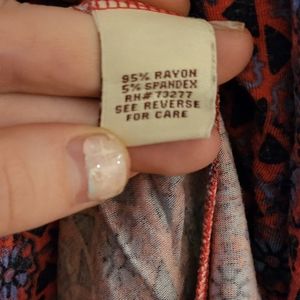 95% RAYON
5% SPANDEX
RN# 73277
SEE REVERSE
FOR CARE